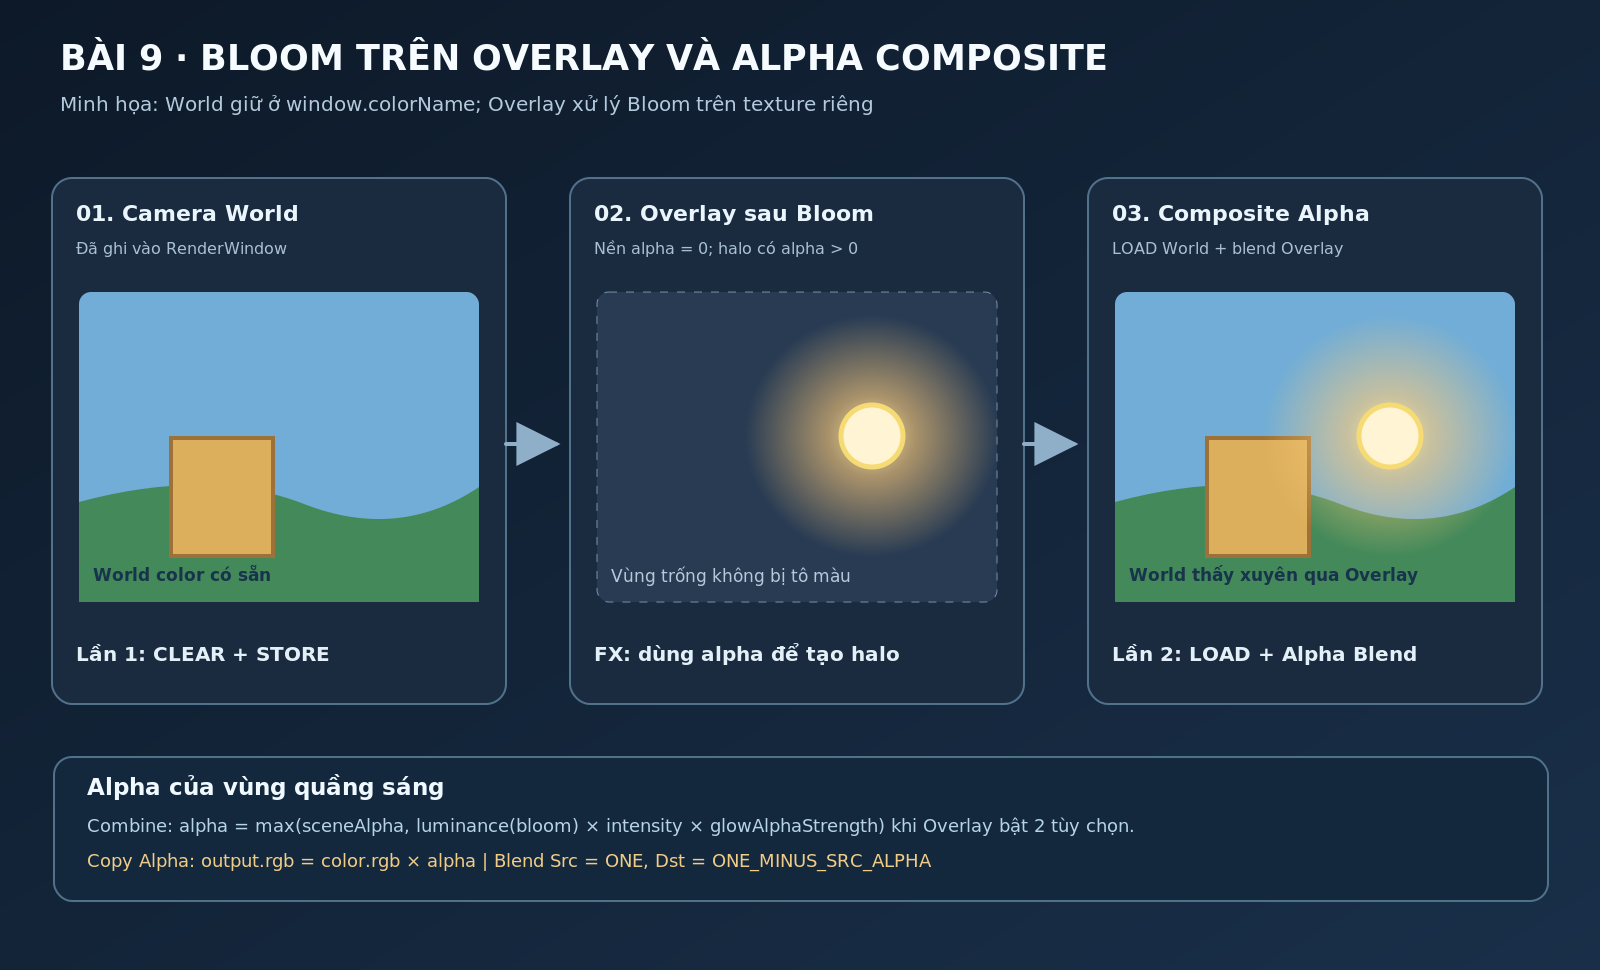 BÀI 9 · BLOOM TRÊN OVERLAY VÀ ALPHA COMPOSITE
Minh họa: World giữ ở window.colorName; Overlay xử lý Bloom trên texture riêng
01. Camera World
Đã ghi vào RenderWindow
World color có sẵn
Lần 1: CLEAR + STORE
02. Overlay sau Bloom
Nền alpha = 0; halo có alpha > 0
Vùng trống không bị tô màu
FX: dùng alpha để tạo halo
03. Composite Alpha
LOAD World + blend Overlay
World thấy xuyên qua Overlay
Lần 2: LOAD + Alpha Blend
Alpha của vùng quầng sáng
Combine: alpha = max(sceneAlpha, luminance(bloom) × intensity × glowAlphaStrength) khi Overlay bật 2 tùy chọn.
Copy Alpha: output.rgb = color.rgb × alpha | Blend Src = ONE, Dst = ONE_MINUS_SRC_ALPHA